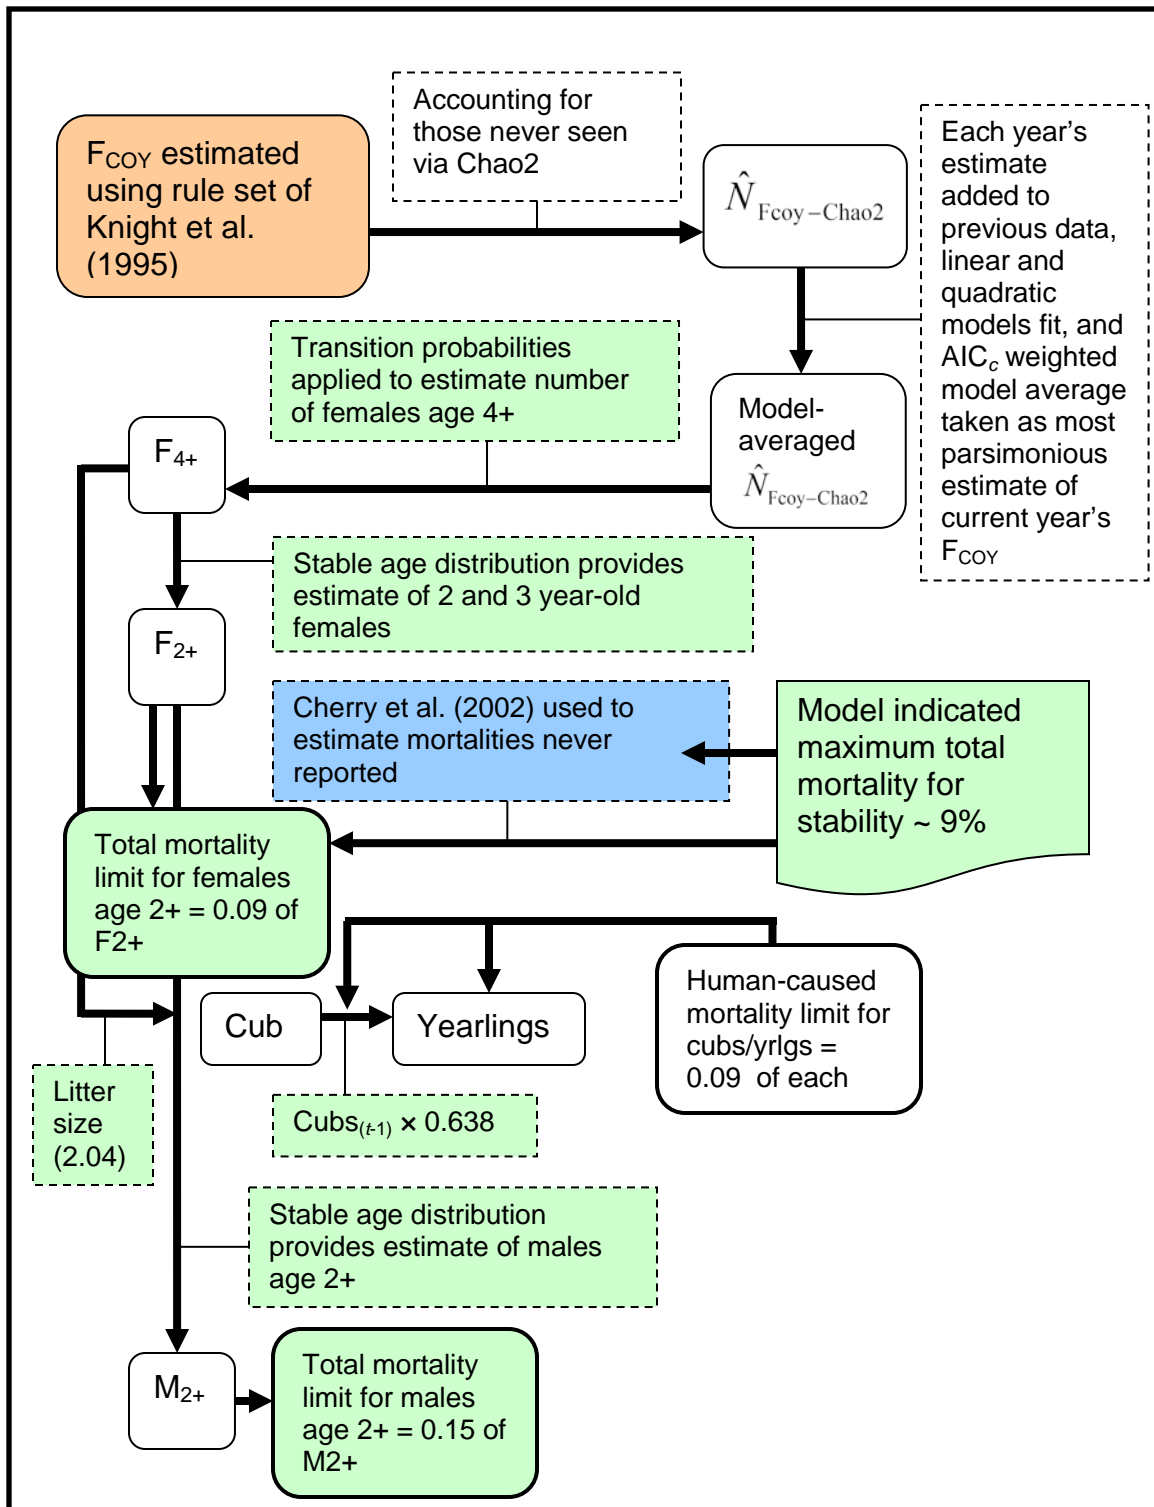 F_COY estimated
using rule set of
Knight et al.
(1995)
Accounting for
those never seen
via Chao2
N̂_Fcoy–Chao2
Each year's
estimate
added to
previous data,
linear and
quadratic
models fit, and
AIC_c weighted
model average
taken as most
parsimonious
estimate of
current year's
F_COY
Transition probabilities
applied to estimate number
of females age 4+
Model-
averaged
N̂_Fcoy–Chao2
F_4+
Stable age distribution provides
estimate of 2 and 3 year-old
females
F_2+
Cherry et al. (2002) used to
estimate mortalities never
reported
Model indicated
maximum total
mortality for
stability ~ 9%
Total mortality
limit for females
age 2+ = 0.09 of
F2+
Cub
Yearlings
Human-caused
mortality limit for
cubs/yrlgs =
0.09 of each
Litter
size
(2.04)
Cubs_(t-1) × 0.638
Stable age distribution
provides estimate of males
age 2+
M_2+
Total mortality
limit for males
age 2+ = 0.15 of
M2+